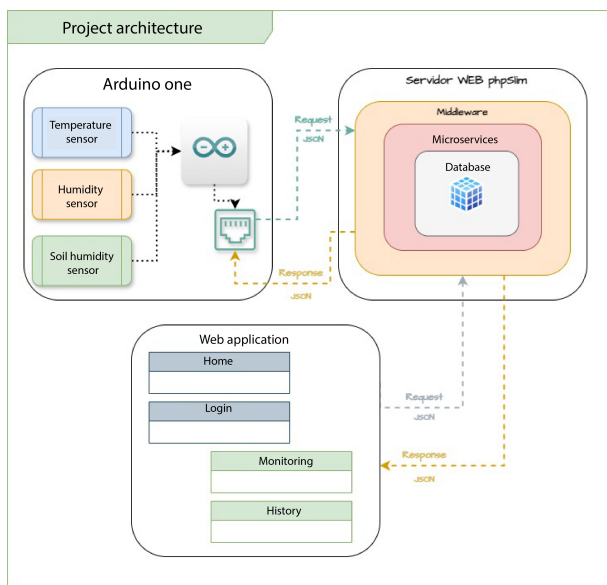 Project architecture
Arduino one
Temperature
sensor
Humidity
sensor
Soil humidity
sensor
Request
JSON
Response
JSON
Servidor WEB phpSlim
Middleware
Microservices
Database
Web application
Home
Login
Monitoring
History
Request
JSON
Response
JSON